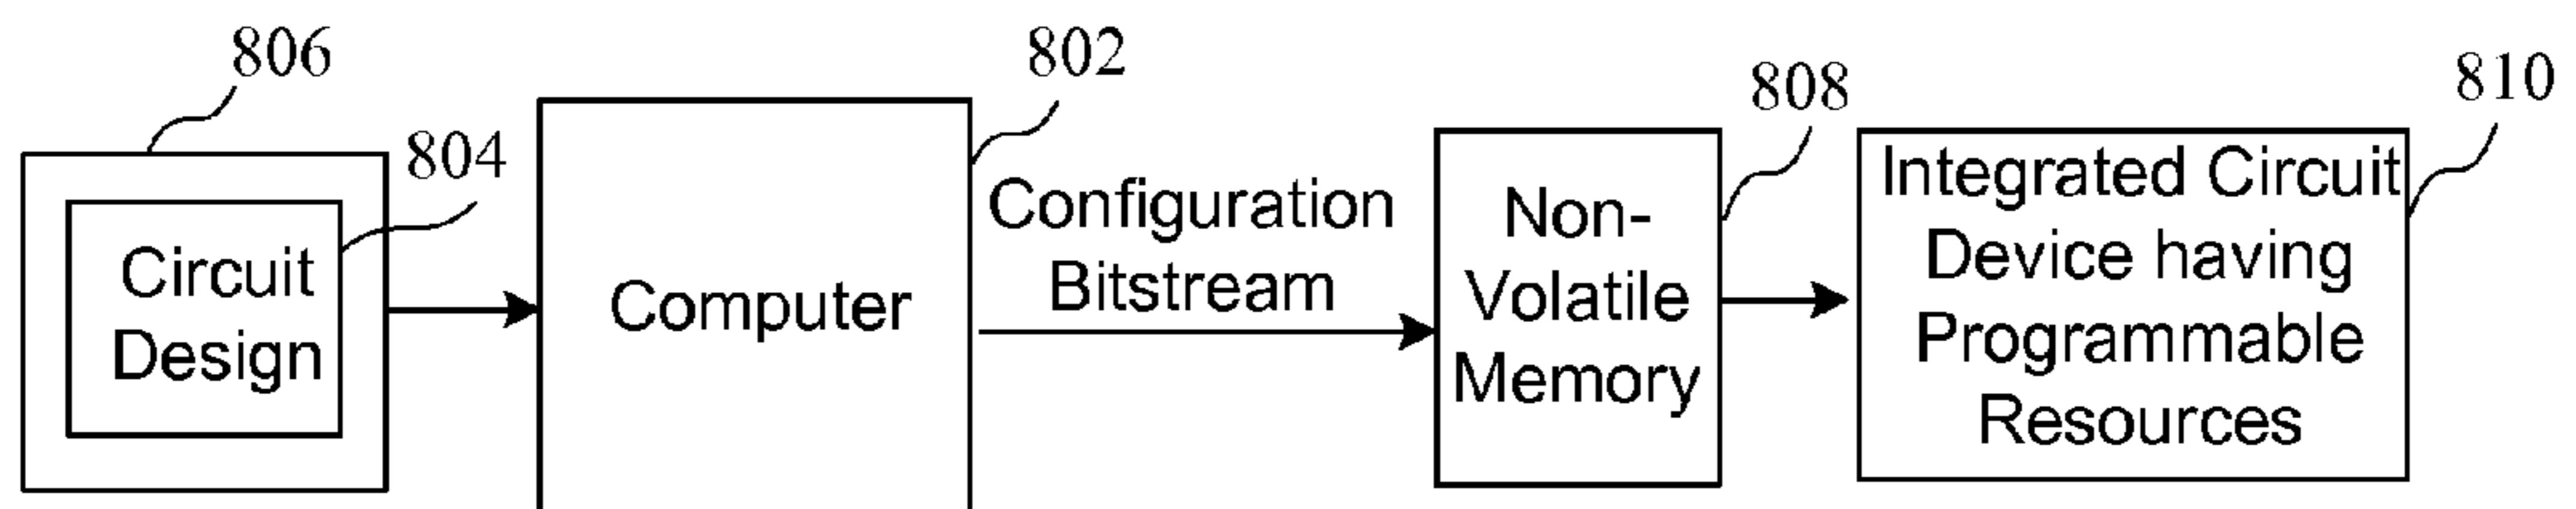 806
804
Circuit
Design
802
Computer
Configuration
Bitstream
808
Non-
Volatile
Memory
810
Integrated Circuit
Device having
Programmable
Resources